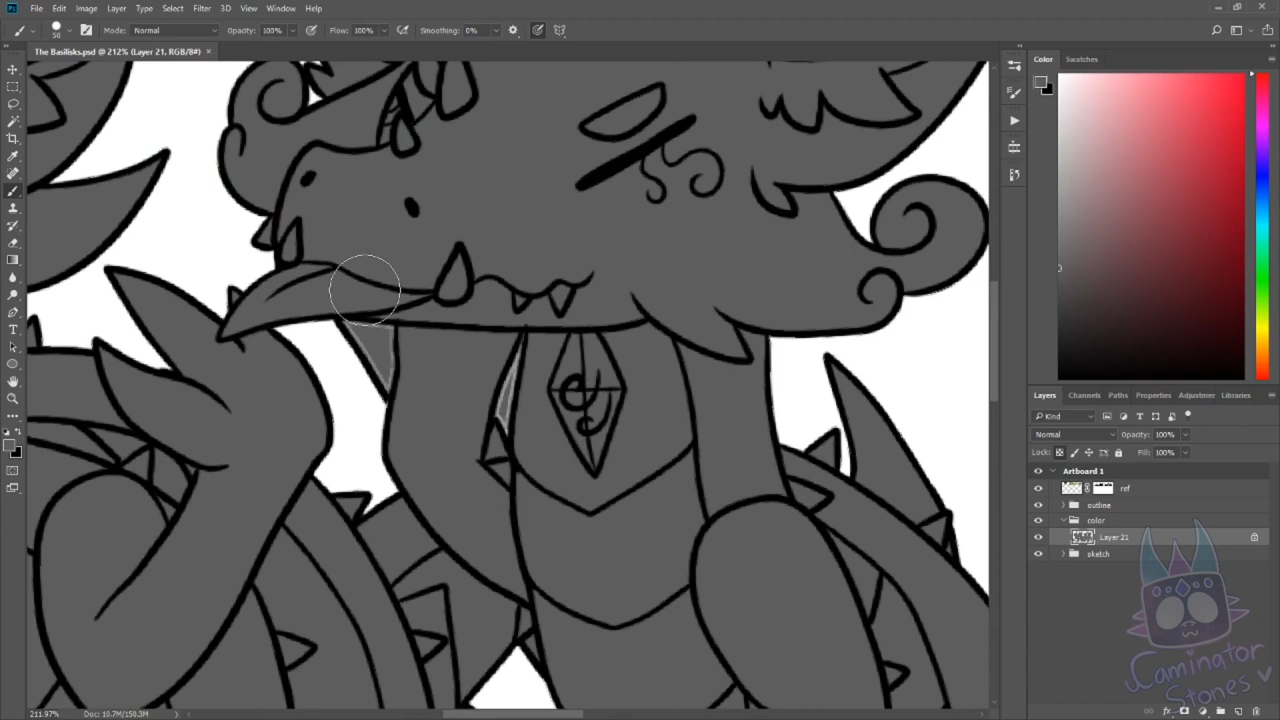 File Edit Image Layer Type Select Filter 3D View Window Help
50 Mode: Normal Opacity: 100% Flow: 100% Smoothing: 0%
The Basilisks.psd @ 212% (Layer 21, RGB/8#) ×
Color Swatches
Layers Channels Paths Properties Adjustmer Libraries
Kind
Normal Opacity: 100%
Lock: Fill: 100%
Artboard 1
ref
outline
color
Layer 21
sketch
Caminator
Stones
211.97% Doc: 10.7M/150.3M